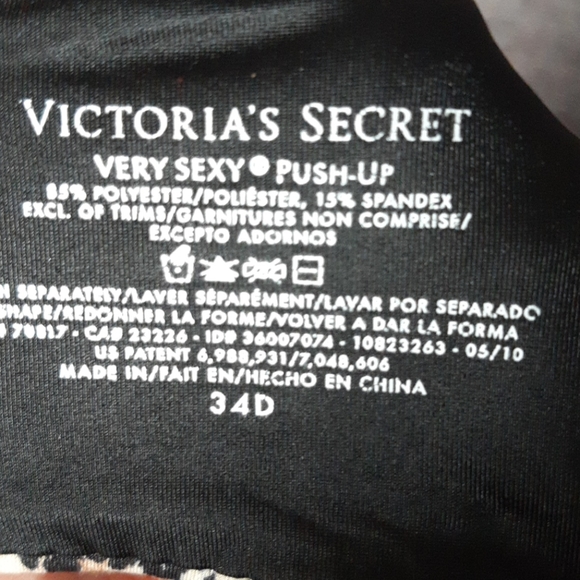 VICTORIA'S SECRET
VERY SEXY® PUSH-UP
85% POLYESTER/POLIÉSTER, 15% SPANDEX
EXCL. OF TRIMS/GARNITURES NON COMPRISE/
EXCEPTO ADORNOS
SEPARATELY/LAVER SÉPARÉMENT/LAVAR POR SEPARADO
SHAPE/REDONNER LA FORME/VOLVER A DAR LA FORMA
70817 - CA# 23226 - ID# 36007074 - 10823263 - 05/10
US PATENT 6,988,931/7,048,606
MADE IN/FAIT EN/HECHO EN CHINA
34D